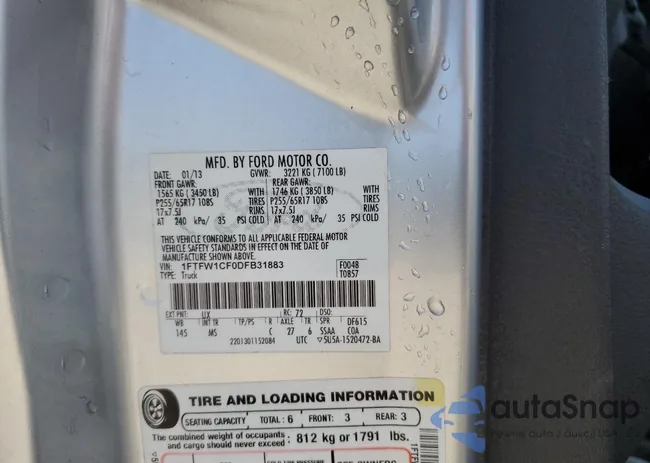 MFD. BY FORD MOTOR CO.
DATE: 01/13 GVWR: 3221 KG (7100 LB)
FRONT GAWR: REAR GAWR:
1565 KG (3450 LB) WITH 1746 KG (3850 LB) WITH
P255/65R17 108S TIRES P255/65R17 108S TIRES
17x7.5J RIMS 17x7.5J RIMS
AT 240 kPa/ 35 PSI COLD AT 240 kPa/ 35 PSI COLD
THIS VEHICLE CONFORMS TO ALL APPLICABLE FEDERAL MOTOR
VEHICLE SAFETY STANDARDS IN EFFECT ON THE DATE OF
MANUFACTURE SHOWN ABOVE.
VIN: 1FTFW1CF0DFB31883 F0048
TYPE: Truck T0857
EXT PNT: UX RC: 72 DSO:
WB INT TR TP/PS R AXLE TR SPR DF615
145 MS C 27 6 SSAA COA
2201301152084 UTC 5U5A-1520472-BA
TIRE AND LOADING INFORMATION
SEATING CAPACITY TOTAL: 6 FRONT: 3 REAR: 3
The combined weight of occupants
and cargo should never exceed: 812 kg or 1791 lbs.
autaSnap